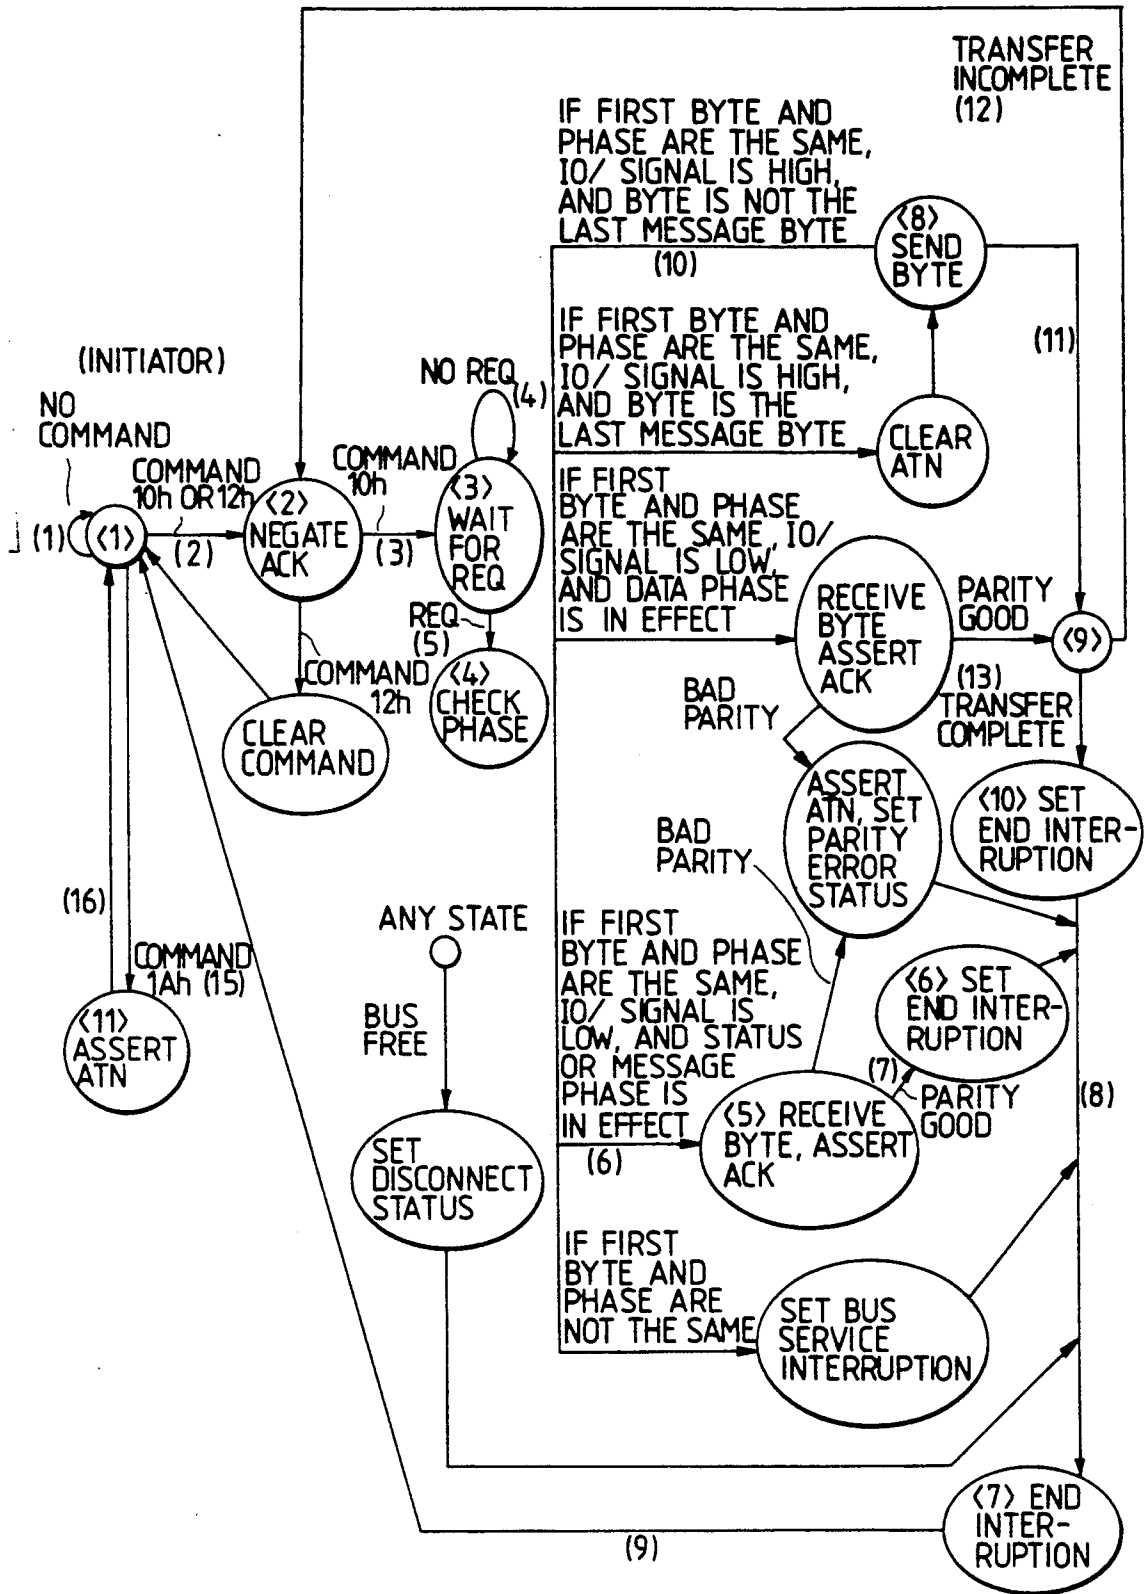 TRANSFER
INCOMPLETE
(12)
IF FIRST BYTE AND
PHASE ARE THE SAME,
IO/ SIGNAL IS HIGH,
AND BYTE IS NOT THE
LAST MESSAGE BYTE
(10)
<8>
SEND
BYTE
(11)
IF FIRST BYTE AND
PHASE ARE THE SAME,
IO/ SIGNAL IS HIGH,
AND BYTE IS THE
LAST MESSAGE BYTE
CLEAR
ATN
(INITIATOR)
NO
COMMAND
(1)
<1>
COMMAND
10h OR 12h
(2)
<2>
NEGATE
ACK
COMMAND
10h
(3)
NO REQ
(4)
<3>
WAIT
FOR
REQ
REQ
(5)
<4>
CHECK
PHASE
COMMAND
12h
CLEAR
COMMAND
IF FIRST
BYTE AND PHASE
ARE THE SAME, IO/
SIGNAL IS LOW,
AND DATA PHASE
IS IN EFFECT
RECEIVE
BYTE
ASSERT
ACK
PARITY
GOOD
<9>
(13)
TRANSFER
COMPLETE
BAD
PARITY
ASSERT
ATN, SET
PARITY
ERROR
STATUS
<10> SET
END INTER-
RUPTION
BAD
PARITY
(16)
COMMAND
1Ah (15)
<11>
ASSERT
ATN
ANY STATE
BUS
FREE
SET
DISCONNECT
STATUS
IF FIRST
BYTE AND PHASE
ARE THE SAME,
IO/ SIGNAL IS
LOW, AND STATUS
OR MESSAGE
PHASE IS
IN EFFECT
(6)
<5> RECEIVE
BYTE, ASSERT
ACK
(7)
PARITY
GOOD
<6> SET
END INTER-
RUPTION
(8)
IF FIRST
BYTE AND
PHASE ARE
NOT THE SAME
SET BUS
SERVICE
INTERRUPTION
<7> END
INTER-
RUPTION
(9)